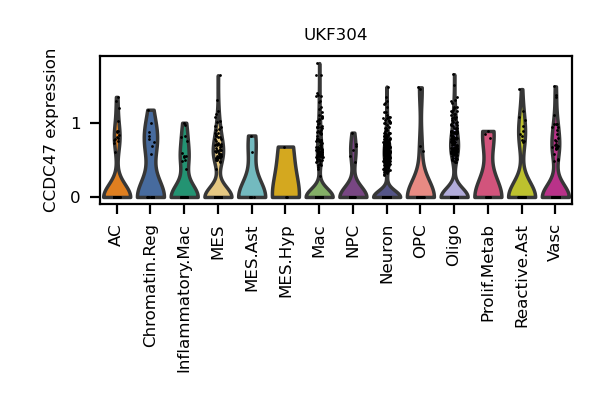 UKF304
CCDC47 expression
1
0
AC
Chromatin.Reg
Inflammatory.Mac
MES
MES.Ast
MES.Hyp
Mac
NPC
Neuron
OPC
Oligo
Prolif.Metab
Reactive.Ast
Vasc